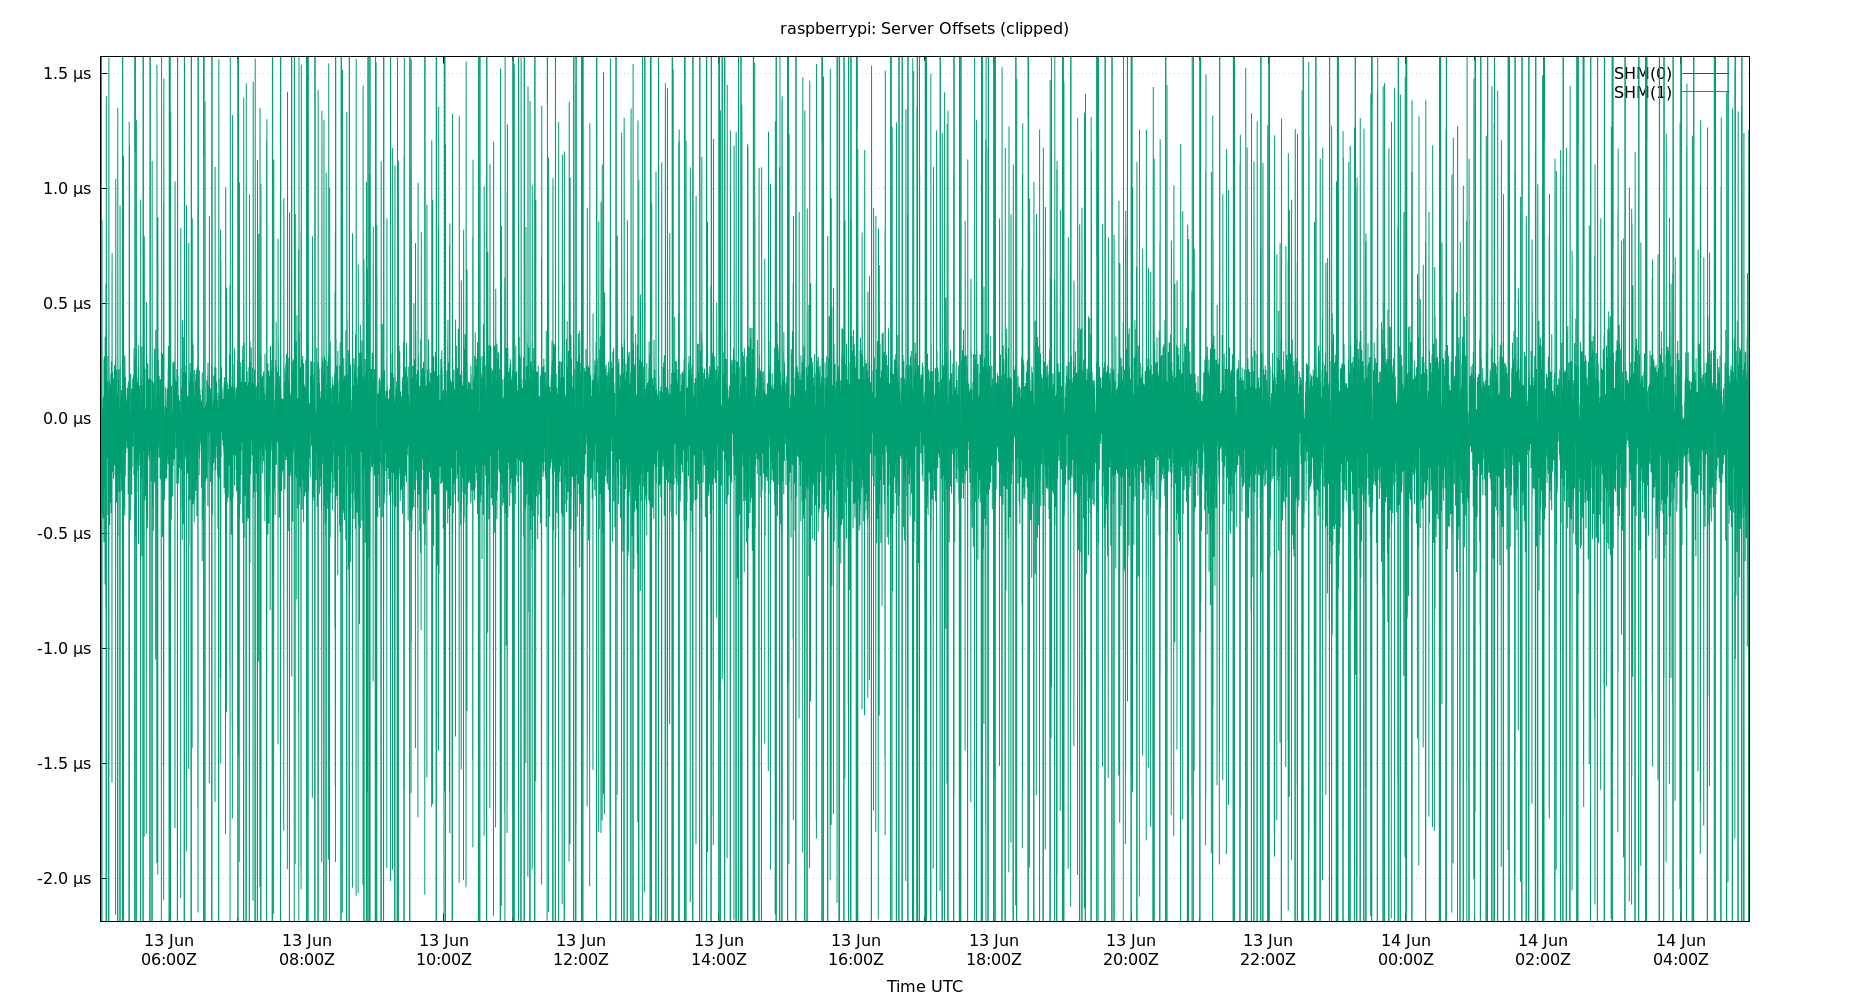 raspberrypi: Server Offsets (clipped)
1.5 µs
1.0 µs
0.5 µs
0.0 µs
-0.5 µs
-1.0 µs
-1.5 µs
-2.0 µs
SHM(0)
SHM(1)
13 Jun 13 Jun 13 Jun 13 Jun 13 Jun 13 Jun 13 Jun 13 Jun 13 Jun 14 Jun 14 Jun 14 Jun
06:00Z 08:00Z 10:00Z 12:00Z 14:00Z 16:00Z 18:00Z 20:00Z 22:00Z 00:00Z 02:00Z 04:00Z
Time UTC